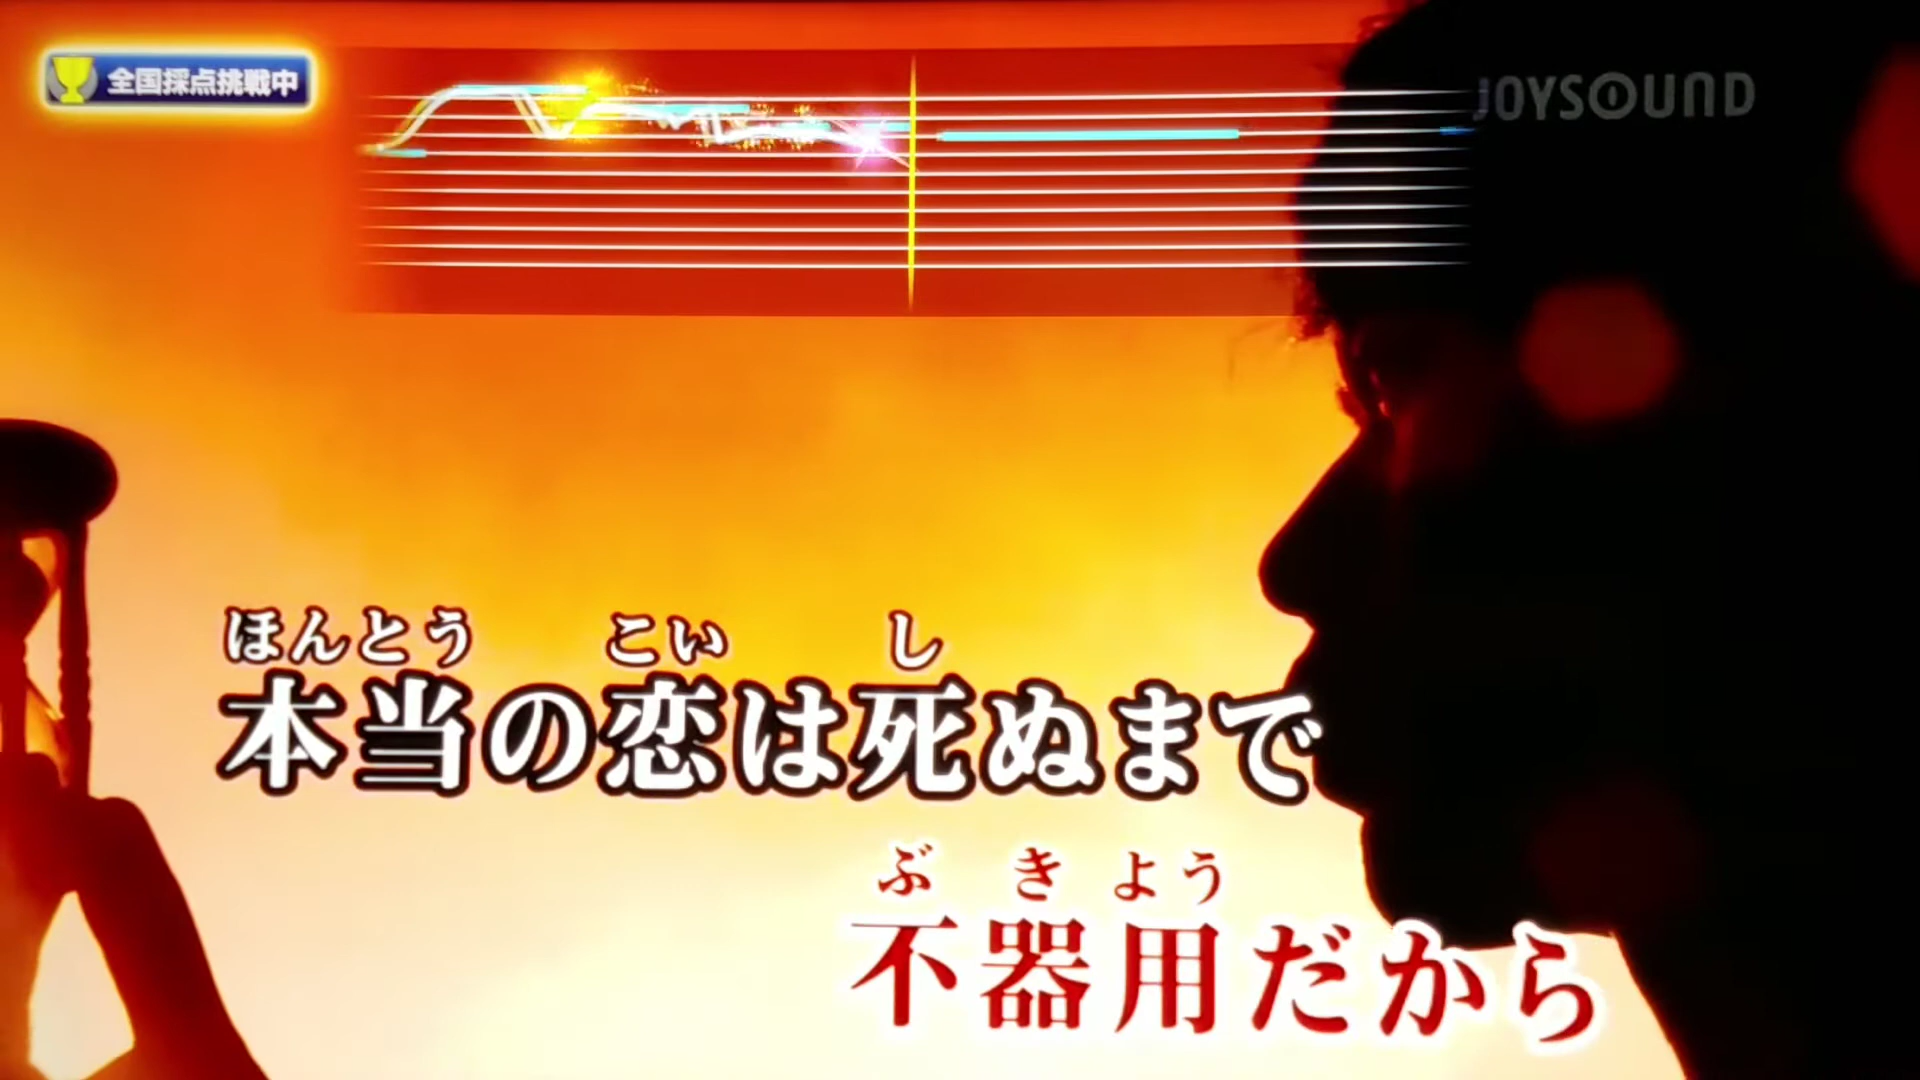 全国採点挑戦中
JOYSOUND
ほんとう こい し
本当の恋は死ぬまで
ぶ き よう
不器用だから